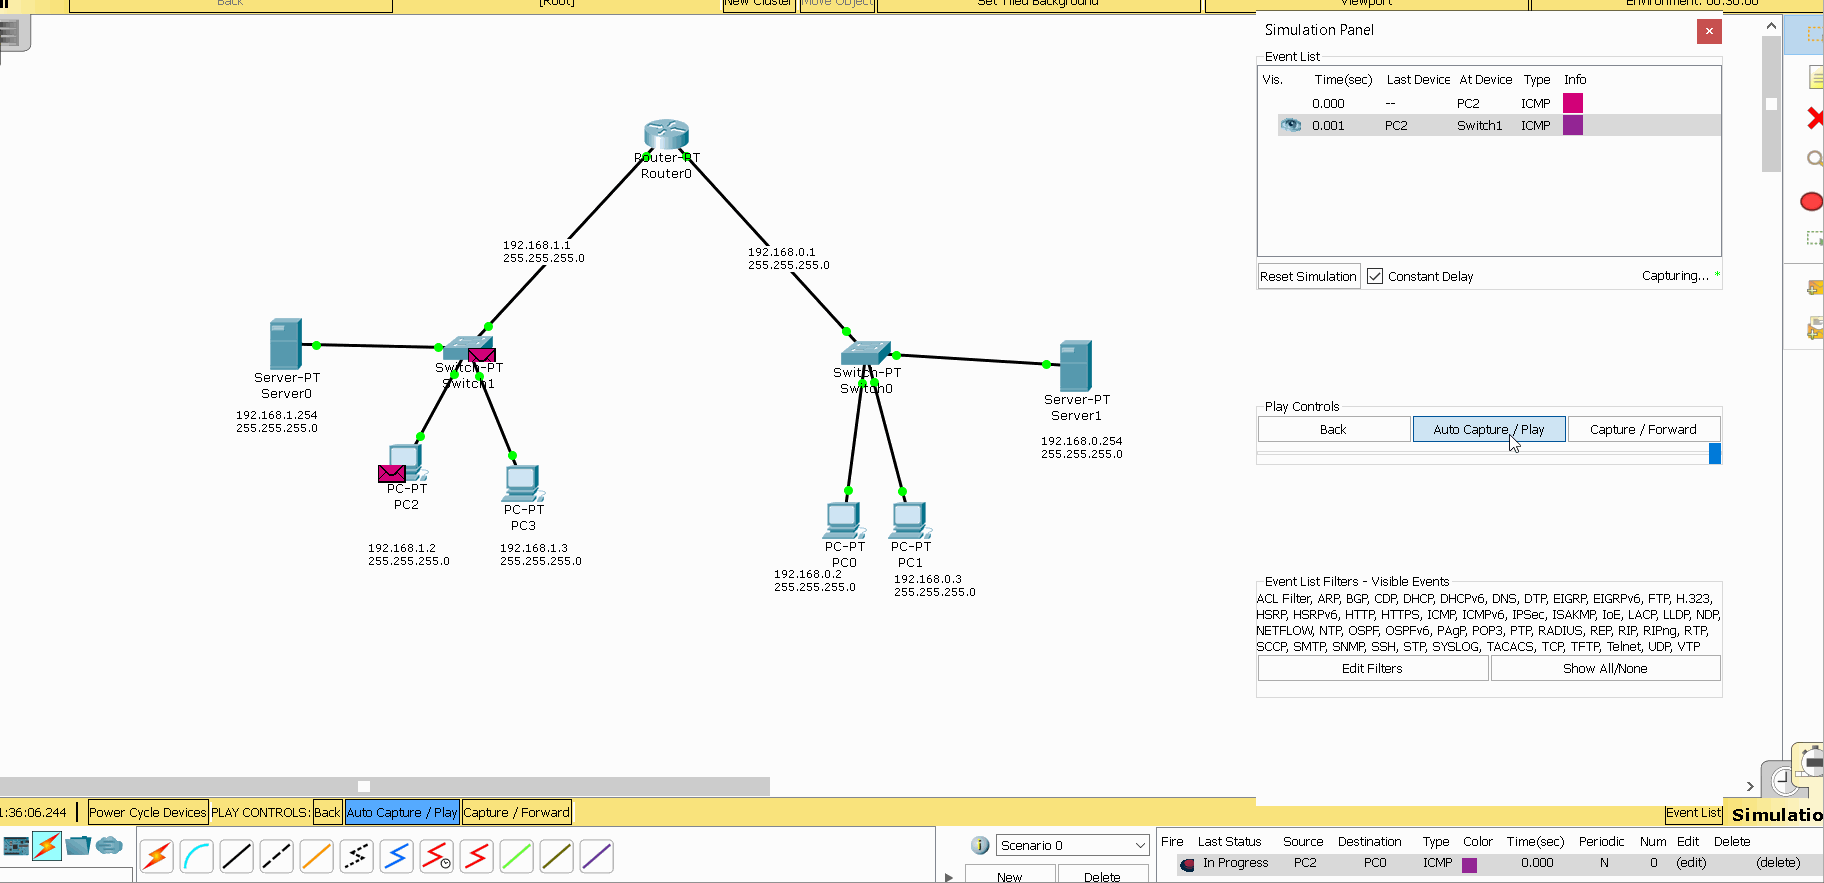 Back
[Root]
New Cluster
Move Object
Set Tiled Background
Viewport
Environment: 00:30:00
Simulation Panel
Event List
Vis. Time(sec) Last Device At Device Type Info
0.000 -- PC2 ICMP
0.001 PC2 Switch1 ICMP
Reset Simulation
Constant Delay
Capturing... *
Play Controls
Back
Auto Capture / Play
Capture / Forward
Event List Filters - Visible Events
ACL Filter, ARP, BGP, CDP, DHCP, DHCPv6, DNS, DTP, EIGRP, EIGRPv6, FTP, H.323,
HSRP, HSRPv6, HTTP, HTTPS, ICMP, ICMPv6, IPSec, ISAKMP, IoE, LACP, LLDP, NDP,
NETFLOW, NTP, OSPF, OSPFv6, PAgP, POP3, PTP, RADIUS, REP, RIP, RIPng, RTP,
SCCP, SMTP, SNMP, SSH, STP, SYSLOG, TACACS, TCP, TFTP, Telnet, UDP, VTP
Edit Filters
Show All/None
Router-PT
Router0
192.168.1.1
255.255.255.0
192.168.0.1
255.255.255.0
Server-PT
Server0
192.168.1.254
255.255.255.0
Switch-PT
Switch1
Switch-PT
Switch0
Server-PT
Server1
192.168.0.254
255.255.255.0
PC-PT
PC2
192.168.1.2
255.255.255.0
PC-PT
PC3
192.168.1.3
255.255.255.0
PC-PT
PC0
192.168.0.2
255.255.255.0
PC-PT
PC1
192.168.0.3
255.255.255.0
1:36:06.244
Power Cycle Devices
PLAY CONTROLS:
Back
Auto Capture / Play
Capture / Forward
Event List
Simulatio
Scenario 0
New
Delete
Fire Last Status Source Destination Type Color Time(sec) Periodic Num Edit Delete
In Progress PC2 PC0 ICMP 0.000 N 0 (edit) (delete)